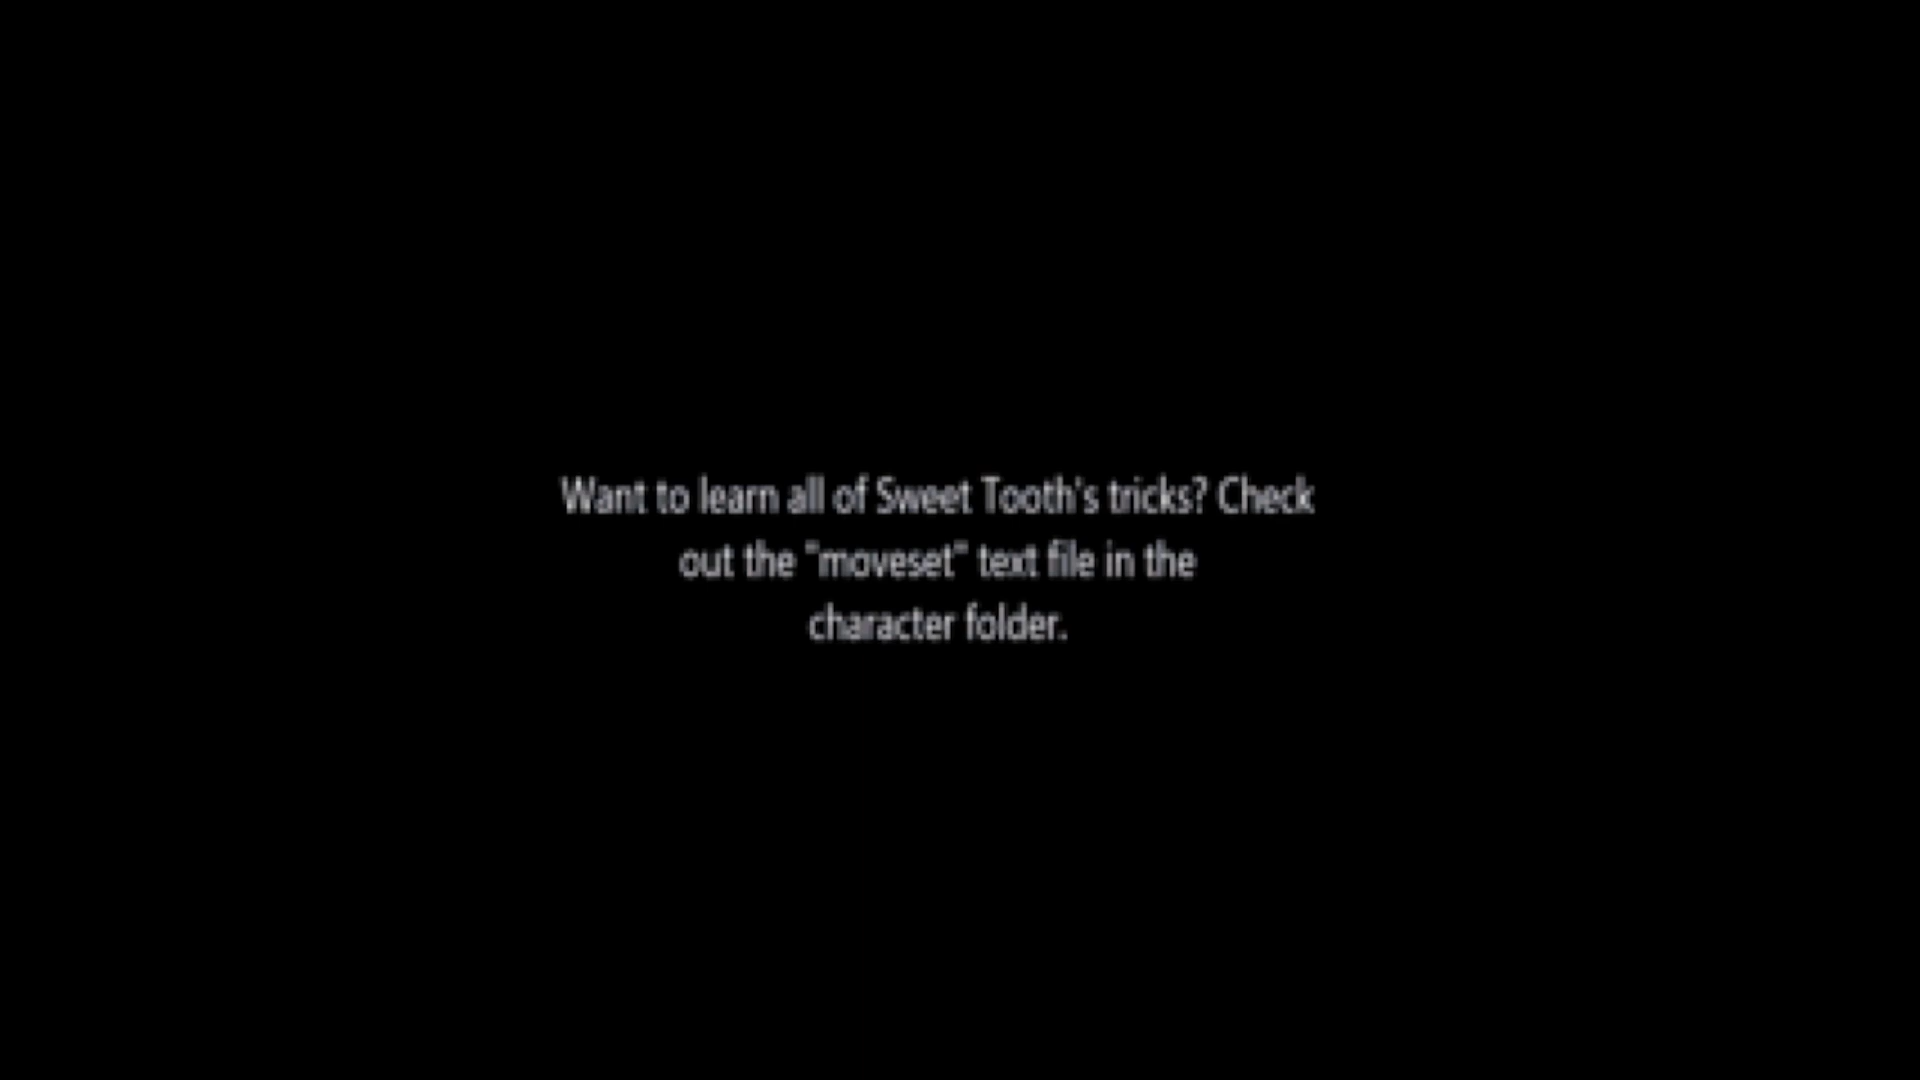 Want to learn all of Sweet Tooth's tricks? Check
out the "moveset" text file in the
character folder.